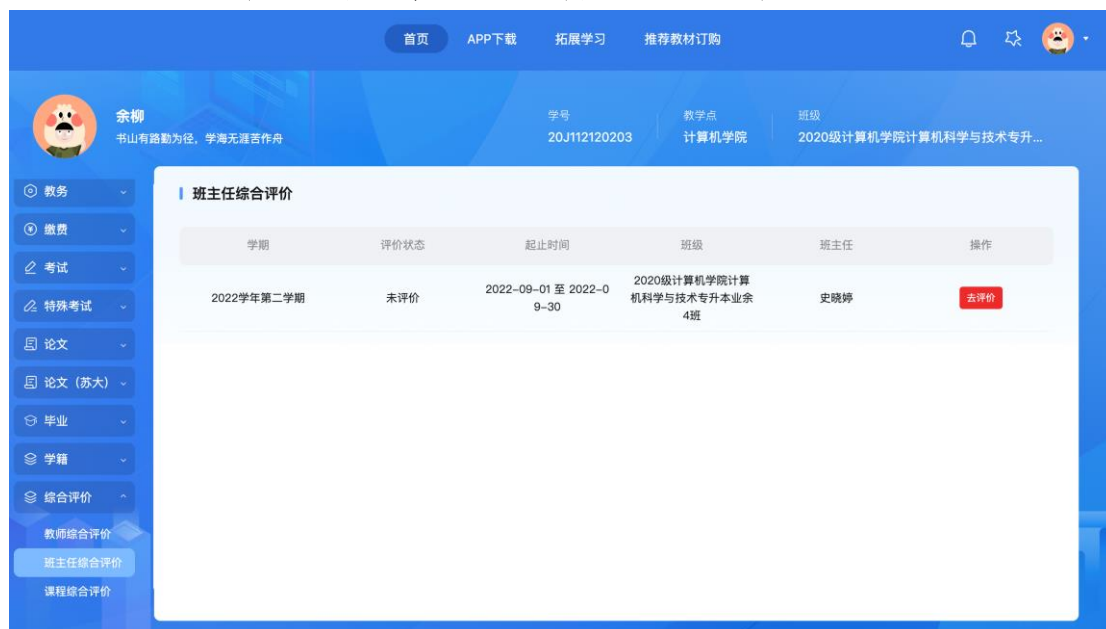 首页 APP下载 拓展学习 推荐教材订购
余柳
书山有路勤为径，学海无涯苦作舟
学号 教学点 班级
20J112120203 计算机学院 2020级计算机学院计算机科学与技术专升...
教务
缴费
考试
特殊考试
论文
论文（苏大）
毕业
学籍
综合评价
教师综合评价
班主任综合评价
课程综合评价
班主任综合评价
学期 评价状态 起止时间 班级 班主任 操作
2022学年第二学期 未评价 2022-09-01 至 2022-0 2020级计算机学院计算 史晓婷 去评价
9-30 机科学与技术专升本业余
4班